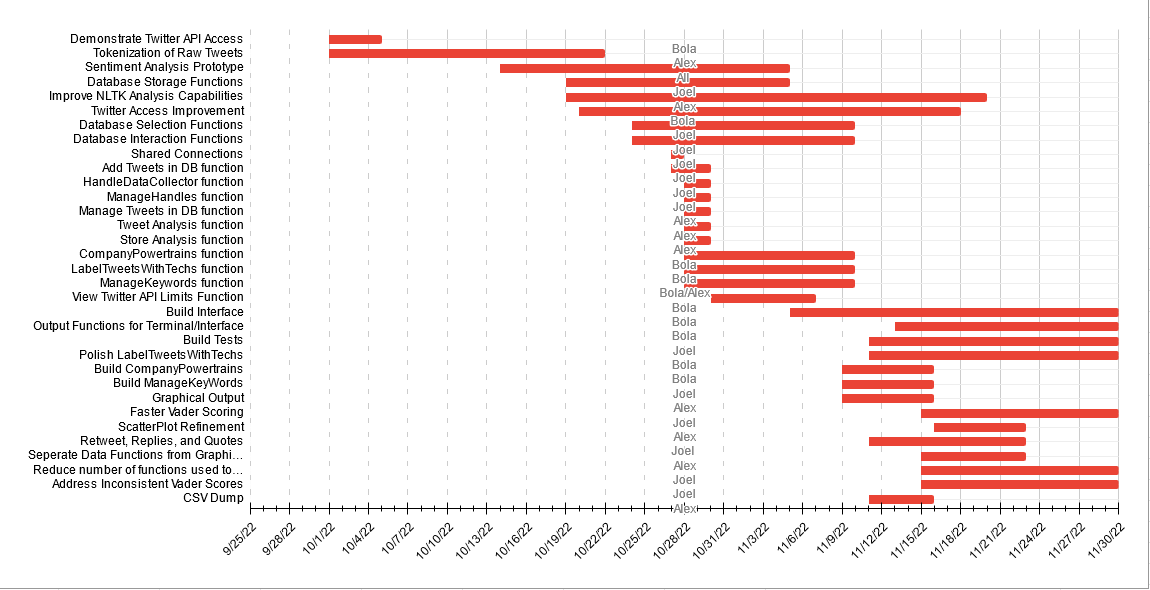 Demonstrate Twitter API Access
Bola
Tokenization of Raw Tweets
Alex
Sentiment Analysis Prototype
All
Database Storage Functions
Joel
Improve NLTK Analysis Capabilities
Alex
Twitter Access Improvement
Bola
Database Selection Functions
Joel
Database Interaction Functions
Joel
Shared Connections
Joel
Add Tweets in DB function
Joel
HandleDataCollector function
Joel
ManageHandles function
Joel
Manage Tweets in DB function
Alex
Tweet Analysis function
Alex
Store Analysis function
Alex
CompanyPowertrains function
Bola
LabelTweetsWithTechs function
Bola
ManageKeywords function
Bola/Alex
View Twitter API Limits Function
Bola
Build Interface
Bola
Output Functions for Terminal/Interface
Bola
Build Tests
Joel
Polish LabelTweetsWithTechs
Bola
Build CompanyPowertrains
Bola
Build ManageKeyWords
Joel
Graphical Output
Alex
Faster Vader Scoring
Joel
ScatterPlot Refinement
Alex
Retweet, Replies, and Quotes
Joel
Seperate Data Functions from Graphi...
Alex
Reduce number of functions used to...
Joel
Address Inconsistent Vader Scores
Joel
CSV Dump
Alex
9/25/22
9/28/22
10/1/22
10/4/22
10/7/22
10/10/22
10/13/22
10/16/22
10/19/22
10/22/22
10/25/22
10/28/22
10/31/22
11/3/22
11/6/22
11/9/22
11/12/22
11/15/22
11/18/22
11/21/22
11/24/22
11/27/22
11/30/22